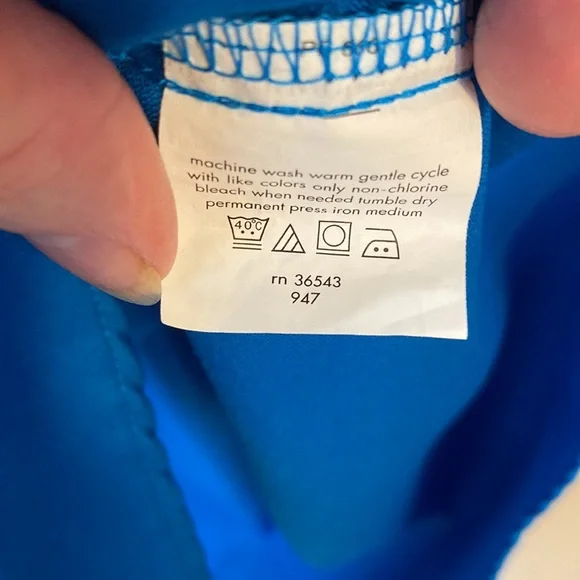 machine wash warm gentle cycle
with like colors only non-chlorine
bleach when needed tumble dry
permanent press iron medium
40°C
rn 36543
947